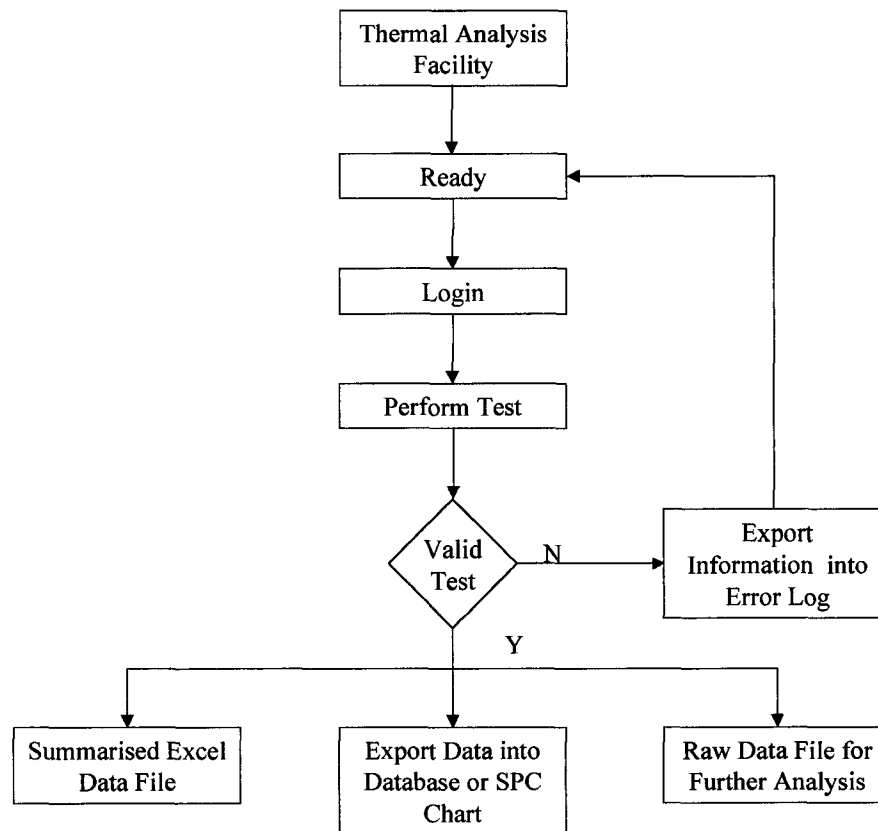 Thermal Analysis
Facility
Ready
Login
Perform Test
Valid
Test
N
Export
Information into
Error Log
Y
Summarised Excel
Data File
Export Data into
Database or SPC
Chart
Raw Data File for
Further Analysis